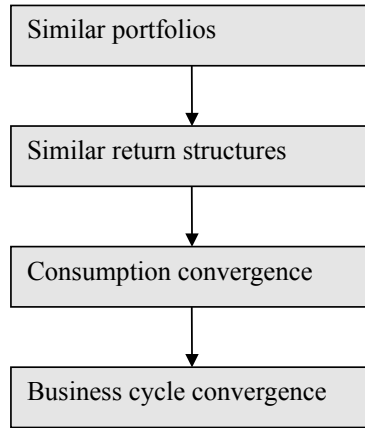 Similar portfolios
Similar return structures
Consumption convergence
Business cycle convergence